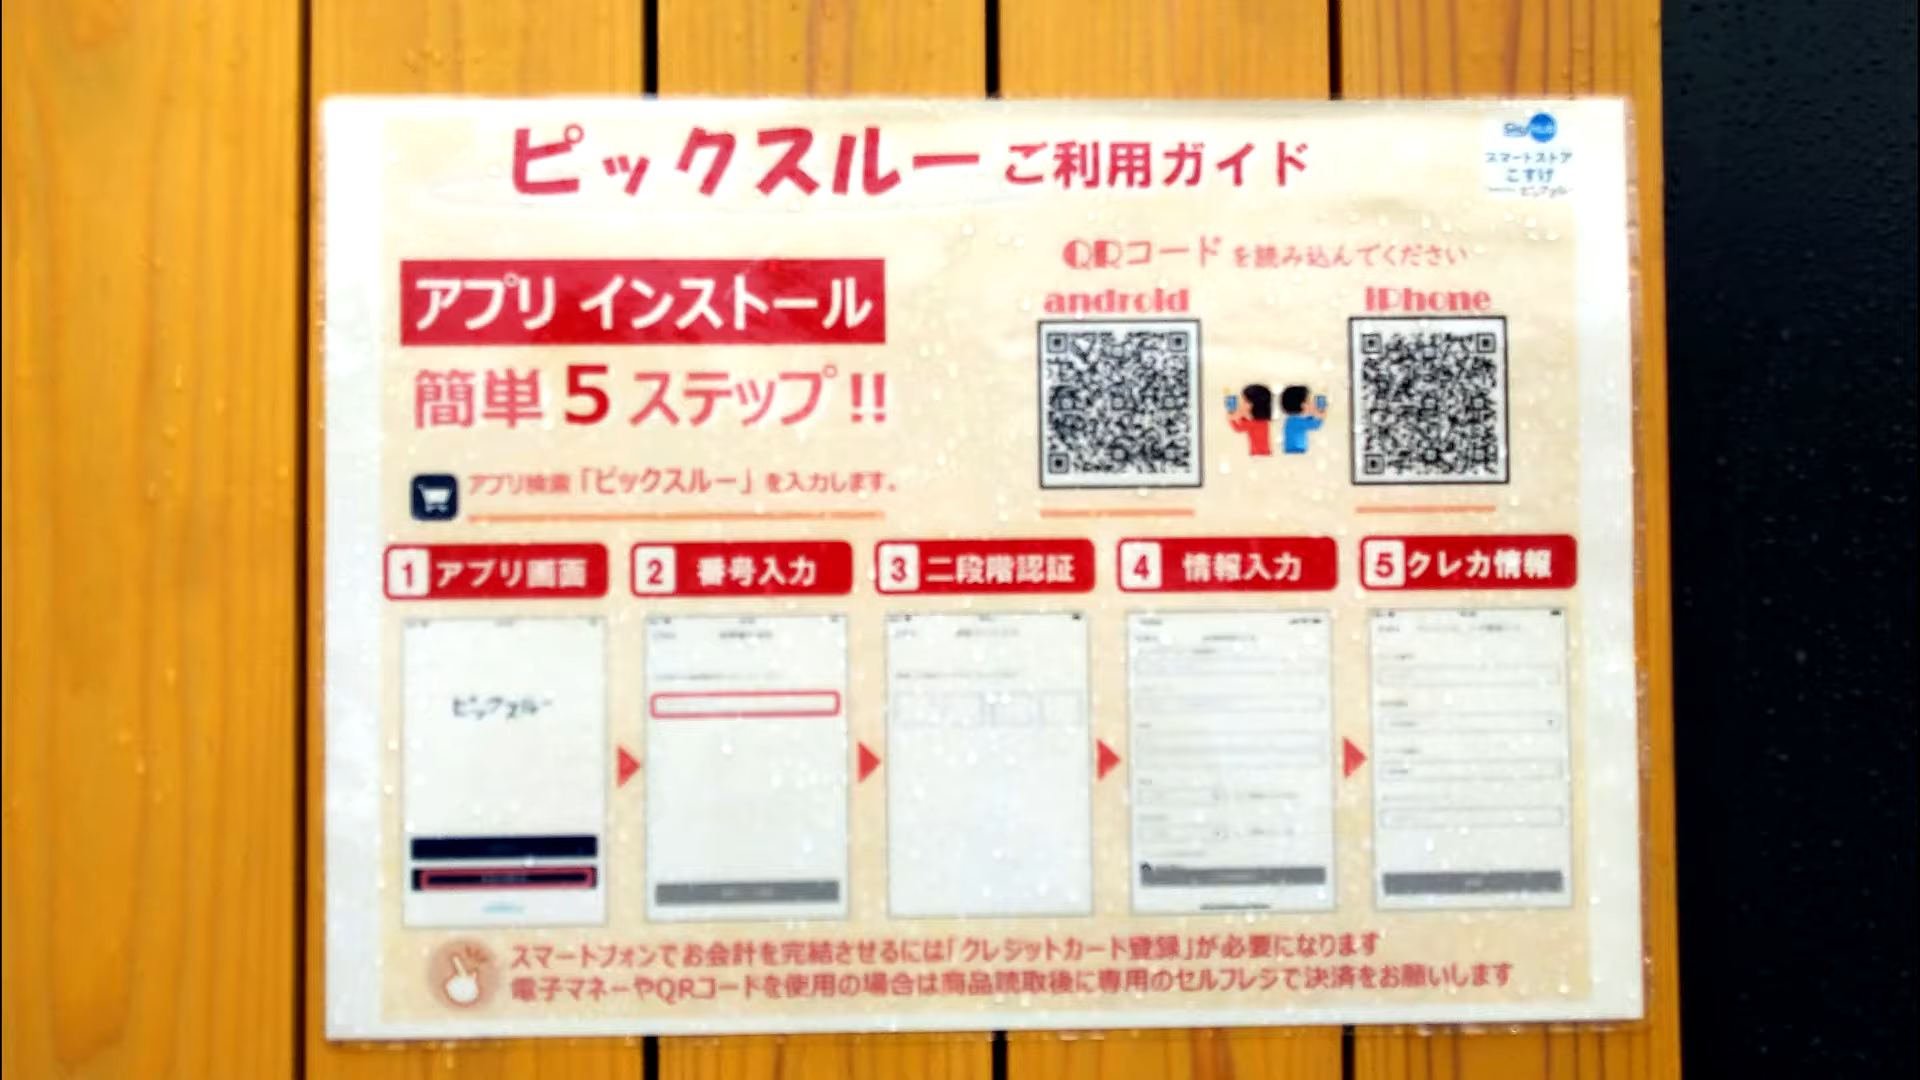 ピックスルー ご利用ガイド
スマートストア
こすげ
アプリ インストール
簡単 5 ステップ !!
アプリ検索「ピックスルー」を入力します。
QRコード を読み込んでください
android
iPhone
1 アプリ画面
2 番号入力
3 二段階認証
4 情報入力
5 クレカ情報
ピックスルー
スマートフォンでお会計を完結させるには「クレジットカード登録」が必要になります
電子マネーやQRコードを使用の場合は商品読取後に専用のセルフレジで決済をお願いします